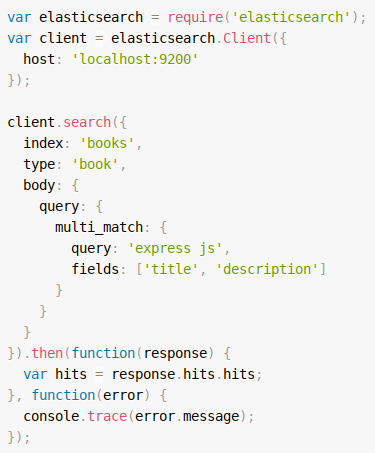 var elasticsearch = require('elasticsearch');
var client = elasticsearch.Client({
  host: 'localhost:9200'
});

client.search({
  index: 'books',
  type: 'book',
  body: {
    query: {
      multi_match: {
        query: 'express js',
        fields: ['title', 'description']
      }
    }
  }
}).then(function(response) {
  var hits = response.hits.hits;
}, function(error) {
  console.trace(error.message);
});